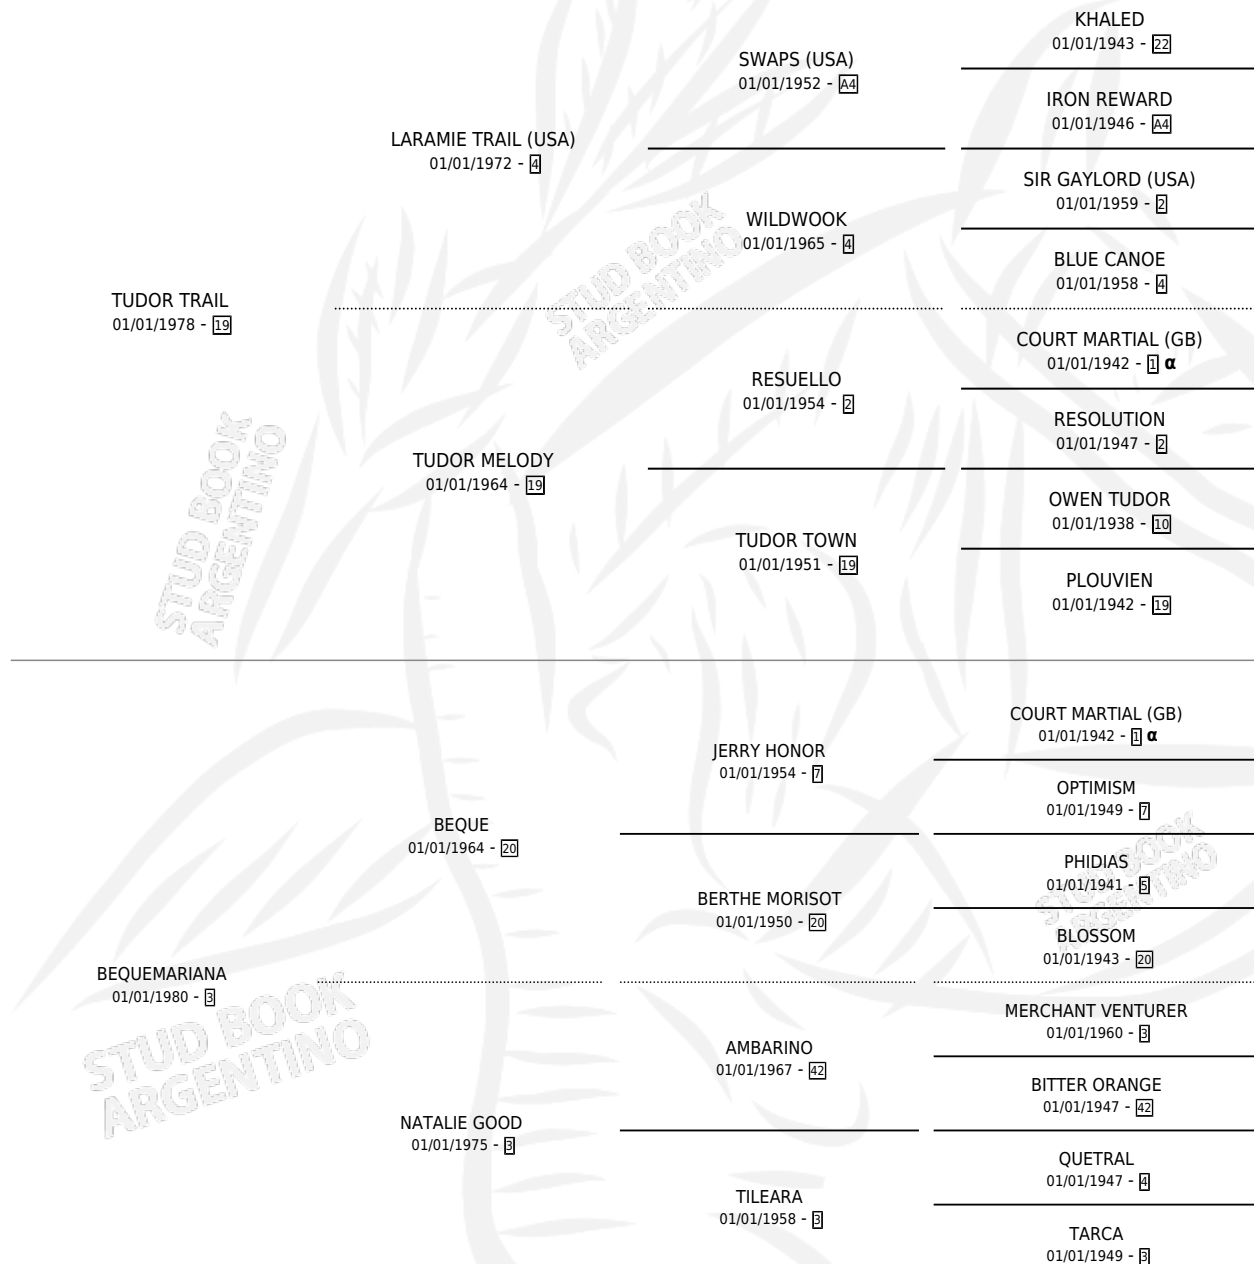 TUDOR TRAIL
01/01/1978 - 19
LARAMIE TRAIL (USA)
01/01/1972 - 4
SWAPS (USA)
01/01/1952 - A4
KHALED
01/01/1943 - 22
IRON REWARD
01/01/1946 - A4
WILDWOOK
01/01/1965 - 4
SIR GAYLORD (USA)
01/01/1959 - 2
BLUE CANOE
01/01/1958 - 4
TUDOR MELODY
01/01/1964 - 19
RESUELLO
01/01/1954 - 2
COURT MARTIAL (GB)
01/01/1942 - 1 α
RESOLUTION
01/01/1947 - 2
TUDOR TOWN
01/01/1951 - 19
OWEN TUDOR
01/01/1938 - 10
PLOUVIEN
01/01/1942 - 19
BEQUEMARIANA
01/01/1980 - 3
BEQUE
01/01/1964 - 20
JERRY HONOR
01/01/1954 - 7
COURT MARTIAL (GB)
01/01/1942 - 1 α
OPTIMISM
01/01/1949 - 7
BERTHE MORISOT
01/01/1950 - 20
PHIDIAS
01/01/1941 - 5
BLOSSOM
01/01/1943 - 20
NATALIE GOOD
01/01/1975 - 3
AMBARINO
01/01/1967 - 42
MERCHANT VENTURER
01/01/1960 - 3
BITTER ORANGE
01/01/1947 - 42
TILEARA
01/01/1958 - 3
QUETRAL
01/01/1947 - 4
TARCA
01/01/1949 - 3
STUD BOOK
ARGENTINO
STUD BOOK
ARGENTINO
STUD BOOK
ARGENTINO
STUD BOOK
ARGENTINO